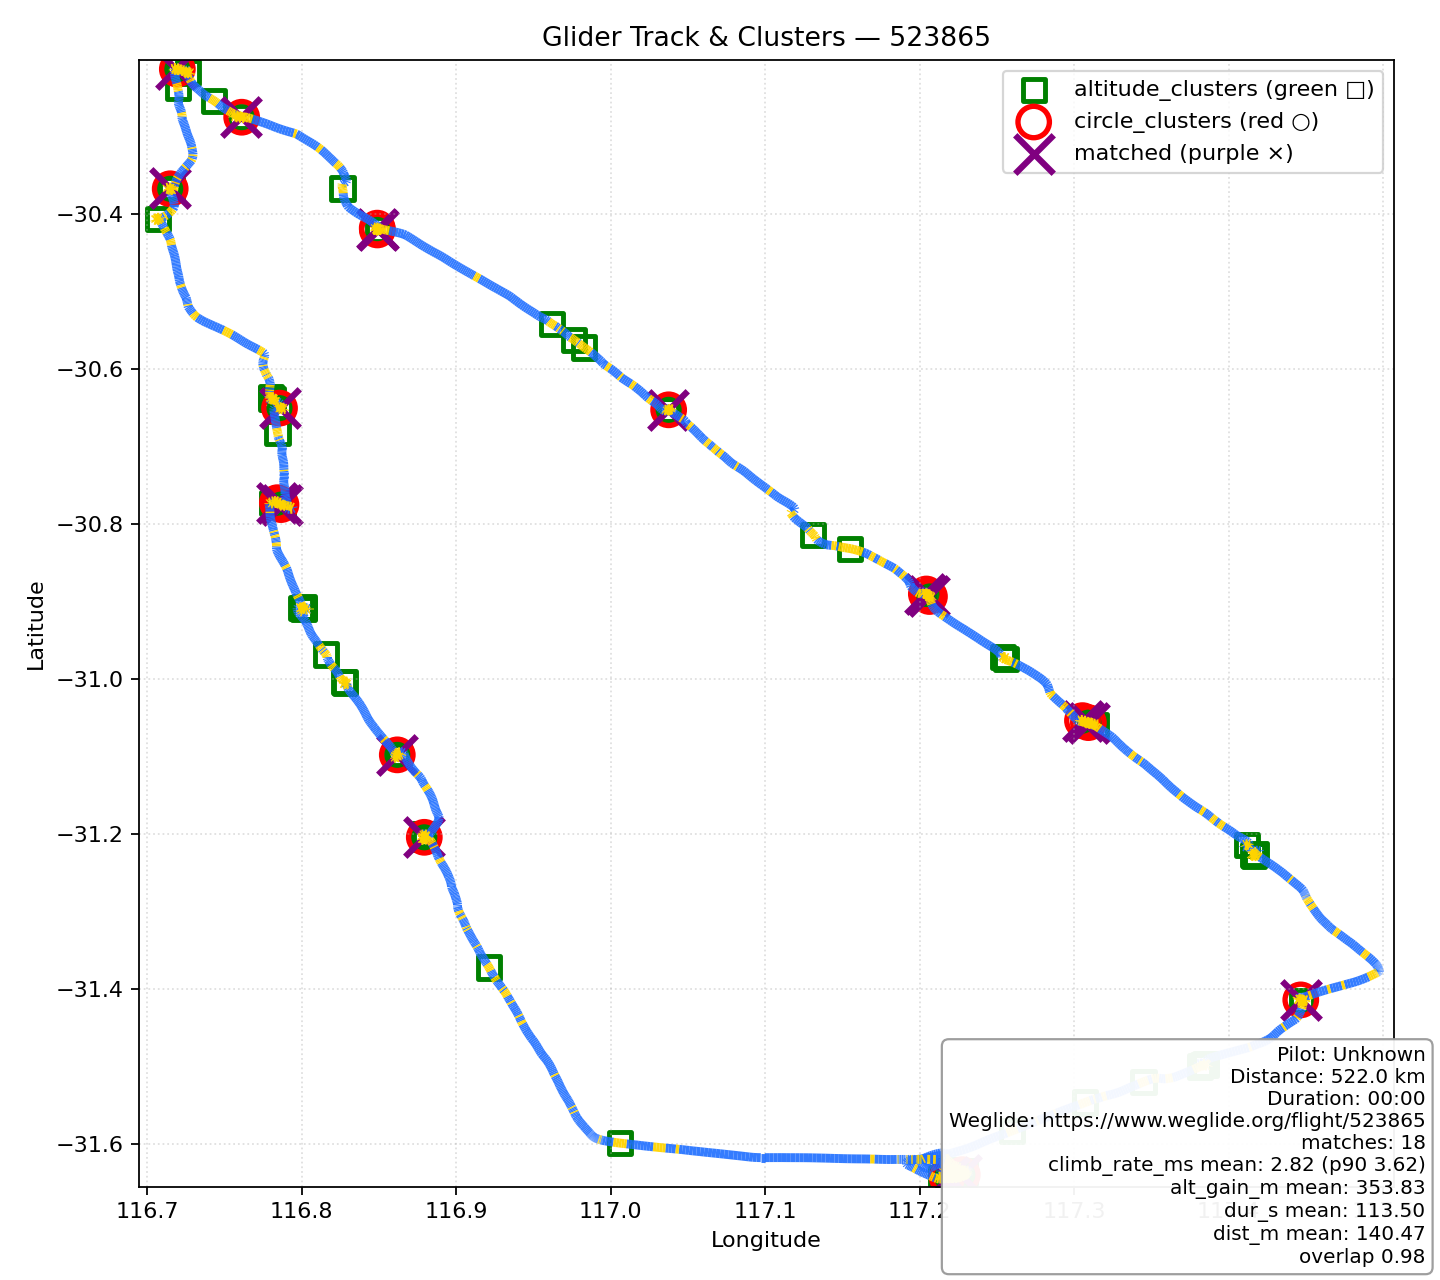 Glider Track & Clusters — 523865
altitude_clusters (green □)
circle_clusters (red ○)
matched (purple ×)
−30.4
−30.6
−30.8
−31.0
−31.2
−31.4
−31.6
Latitude
116.7
116.8
116.9
117.0
117.1
117.2
117.3
Longitude
Pilot: Unknown
Distance: 522.0 km
Duration: 00:00
Weglide: https://www.weglide.org/flight/523865
matches: 18
climb_rate_ms mean: 2.82 (p90 3.62)
alt_gain_m mean: 353.83
dur_s mean: 113.50
dist_m mean: 140.47
overlap 0.98